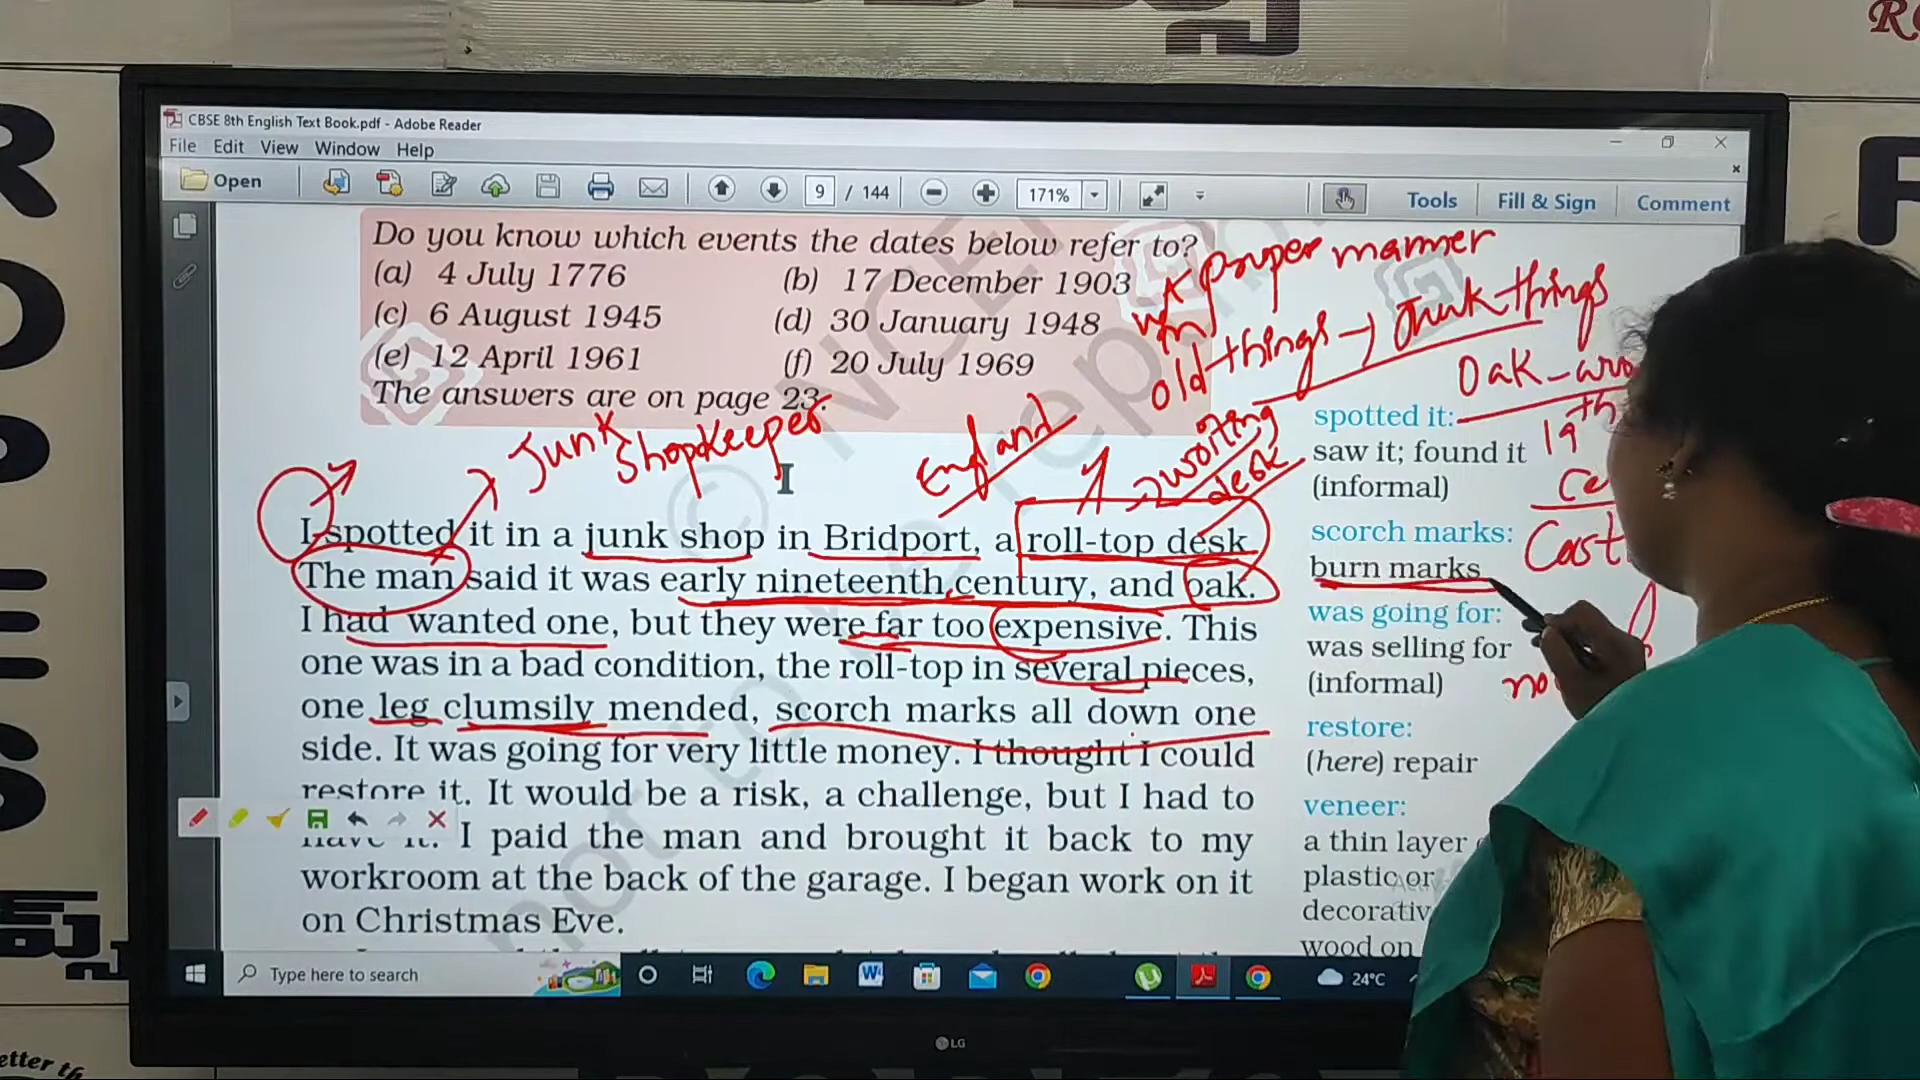 CBSE 8th English Text Book.pdf - Adobe Reader
File Edit View Window Help
Open 9 / 144 171% Tools Fill & Sign Comment
Do you know which events the dates below refer to?
(a) 4 July 1776 (b) 17 December 1903
(c) 6 August 1945 (d) 30 January 1948
(e) 12 April 1961 (f) 20 July 1969
The answers are on page 23.
proper manner
old things → Junk things
Oak
19th
Junk
Shopkeeper
England
writing
desk
I
I spotted it in a junk shop in Bridport, a roll-top desk
The man said it was early nineteenth century, and oak.
I had wanted one, but they were far too expensive. This
one was in a bad condition, the roll-top in several pieces,
one leg clumsily mended, scorch marks all down one
side. It was going for very little money. I thought I could
restore it. It would be a risk, a challenge, but I had to
have it. I paid the man and brought it back to my
workroom at the back of the garage. I began work on it
on Christmas Eve.
spotted it:
saw it; found it
(informal)
scorch marks:
burn marks
was going for:
was selling for
(informal)
restore:
(here) repair
veneer:
a thin layer
plastic or
wood on
Type here to search
24°C
LG